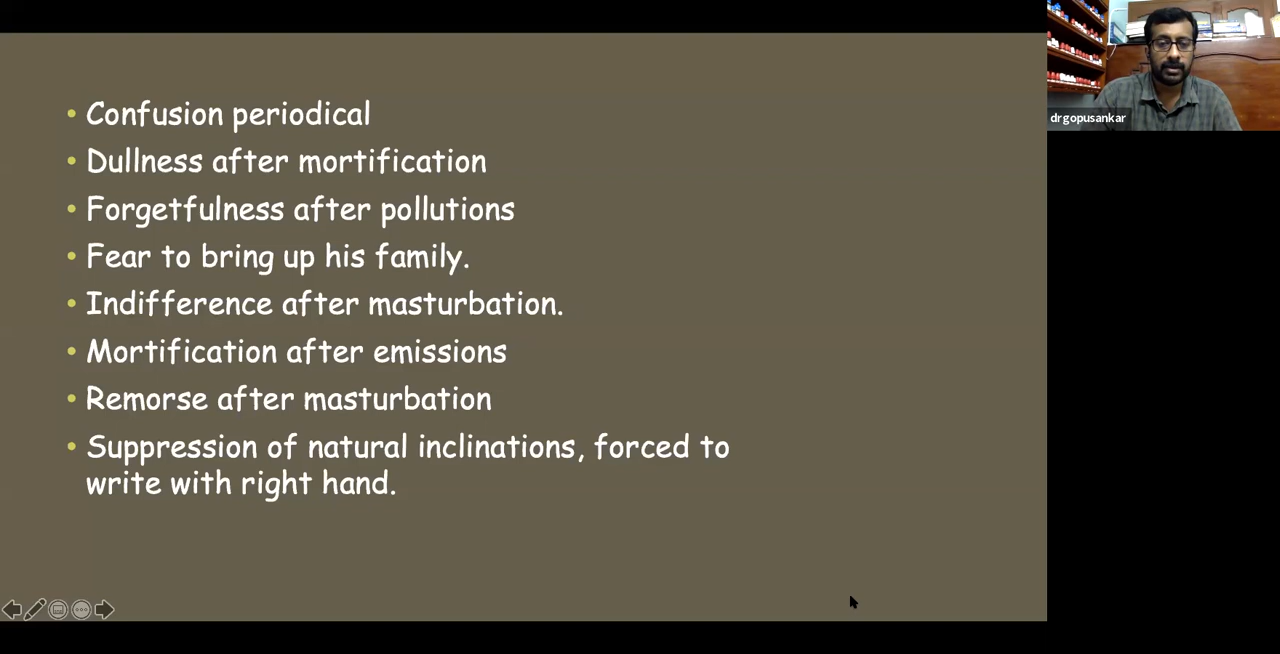 Confusion periodical
Dullness after mortification
Forgetfulness after pollutions
Fear to bring up his family.
Indifference after masturbation.
Mortification after emissions
Remorse after masturbation
Suppression of natural inclinations, forced to
write with right hand.
drgopusankar